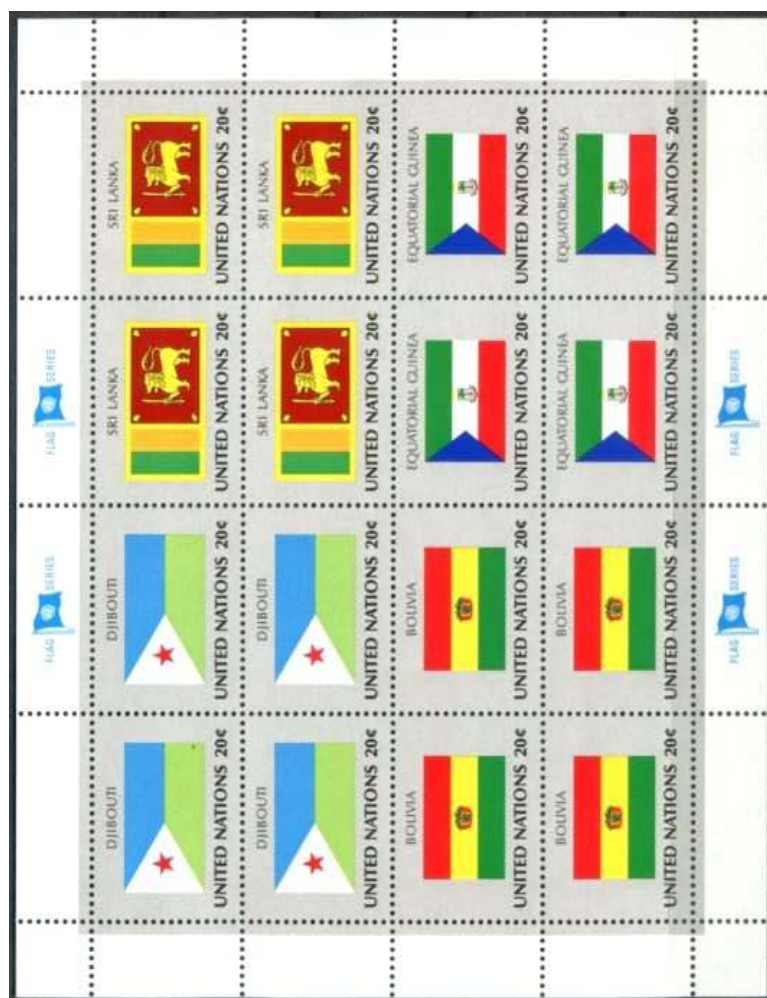 FLAG SERIES
FLAG SERIES
DJIBOUTI
UNITED NATIONS 20¢
DJIBOUTI
UNITED NATIONS 20¢
SRI LANKA
UNITED NATIONS 20¢
SRI LANKA
UNITED NATIONS 20¢
DJIBOUTI
UNITED NATIONS 20¢
DJIBOUTI
UNITED NATIONS 20¢
SRI LANKA
UNITED NATIONS 20¢
SRI LANKA
UNITED NATIONS 20¢
BOLIVIA
UNITED NATIONS 20¢
BOLIVIA
UNITED NATIONS 20¢
EQUATORIAL GUINEA
UNITED NATIONS 20¢
EQUATORIAL GUINEA
UNITED NATIONS 20¢
BOLIVIA
UNITED NATIONS 20¢
BOLIVIA
UNITED NATIONS 20¢
EQUATORIAL GUINEA
UNITED NATIONS 20¢
EQUATORIAL GUINEA
UNITED NATIONS 20¢
FLAG SERIES
FLAG SERIES